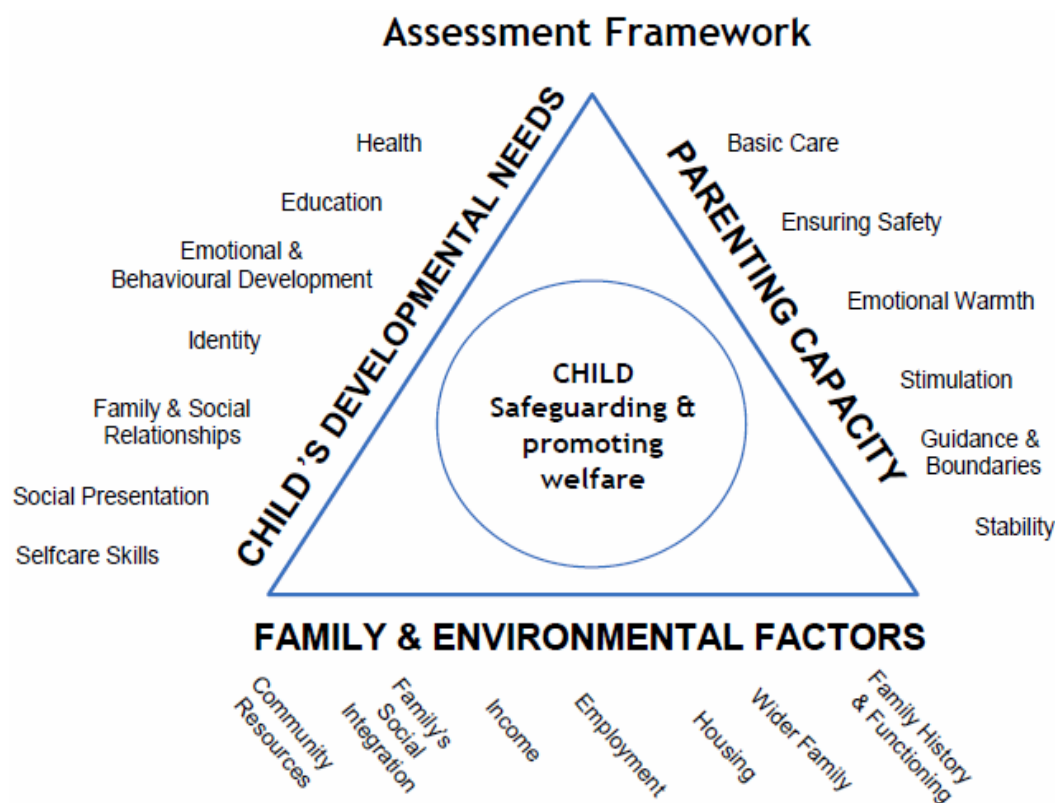 Assessment Framework
CHILD'S DEVELOPMENTAL NEEDS
Health
Education
Emotional &
Behavioural Development
Identity
Family & Social
Relationships
Social Presentation
Selfcare Skills
PARENTING CAPACITY
Basic Care
Ensuring Safety
Emotional Warmth
Stimulation
Guidance &
Boundaries
Stability
CHILD
Safeguarding &
promoting
welfare
FAMILY & ENVIRONMENTAL FACTORS
Community
Resources
Family's
Social
Integration
Income
Employment
Housing
Wider Family
Family History
& Functioning